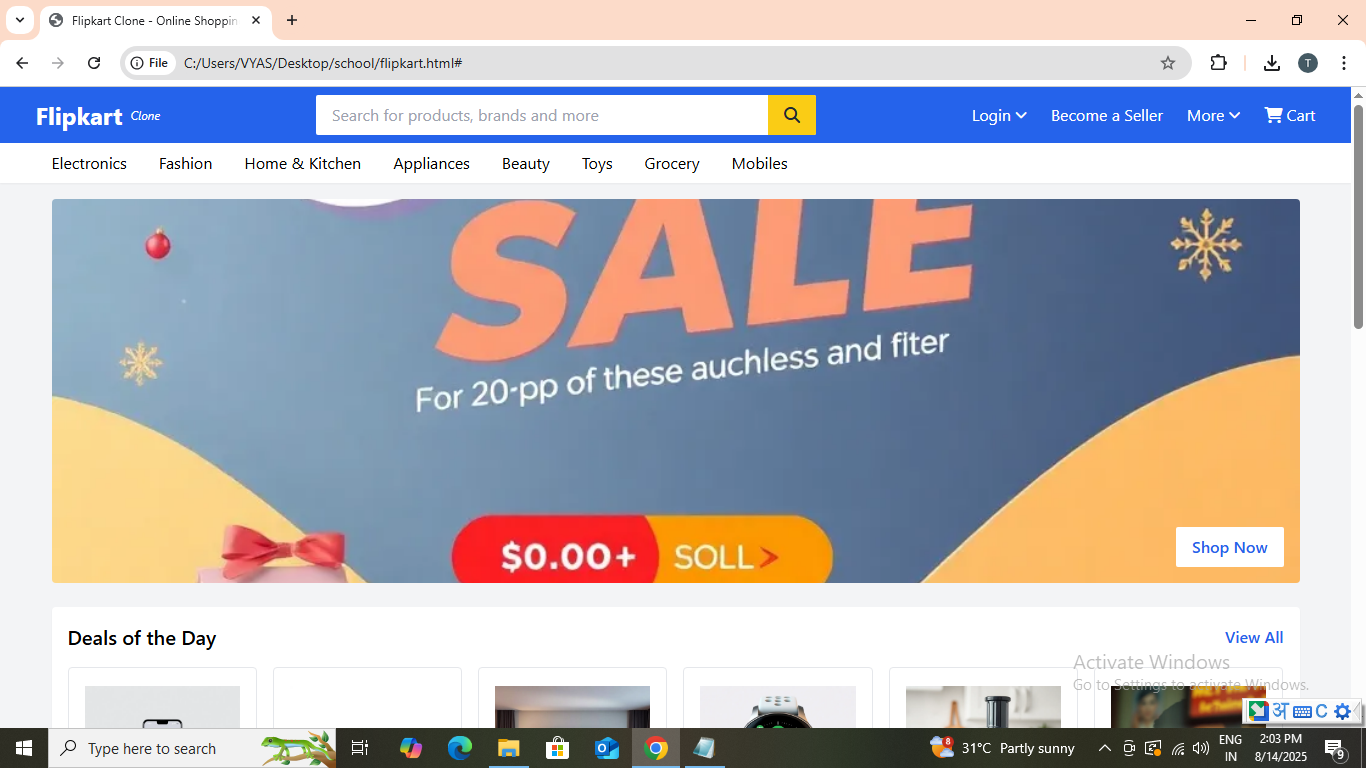 Flipkart Clone - Online Shoppin
File C:/Users/VYAS/Desktop/school/flipkart.html#
T
Flipkart Clone
Search for products, brands and more
Login Become a Seller More Cart
Electronics Fashion Home & Kitchen Appliances Beauty Toys Grocery Mobiles
SALE
For 20-pp of these auchless and fiter
$0.00+ SOLL >
Shop Now
Deals of the Day View All
Activate Windows
Go to Settings to activate Windows.
अ C
Type here to search
8 31°C Partly sunny
ENG 2:03 PM
IN 8/14/2025 9